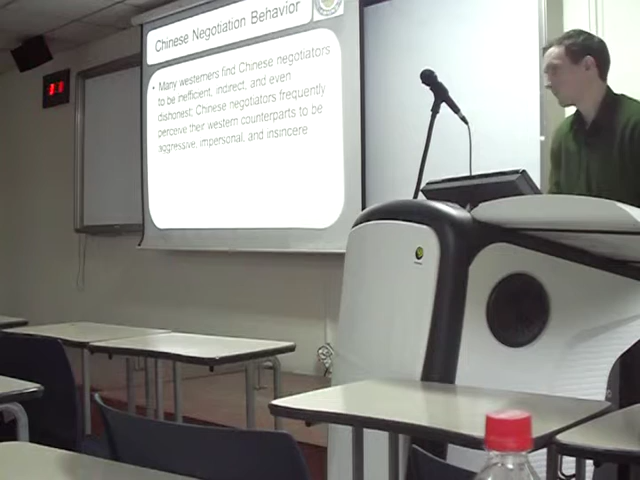 Chinese Negotiation Behavior
• Many westerners find Chinese negotiators
to be inefficient, indirect, and even
dishonest; Chinese negotiators frequently
perceive their western counterparts to be
aggressive, impersonal, and insincere